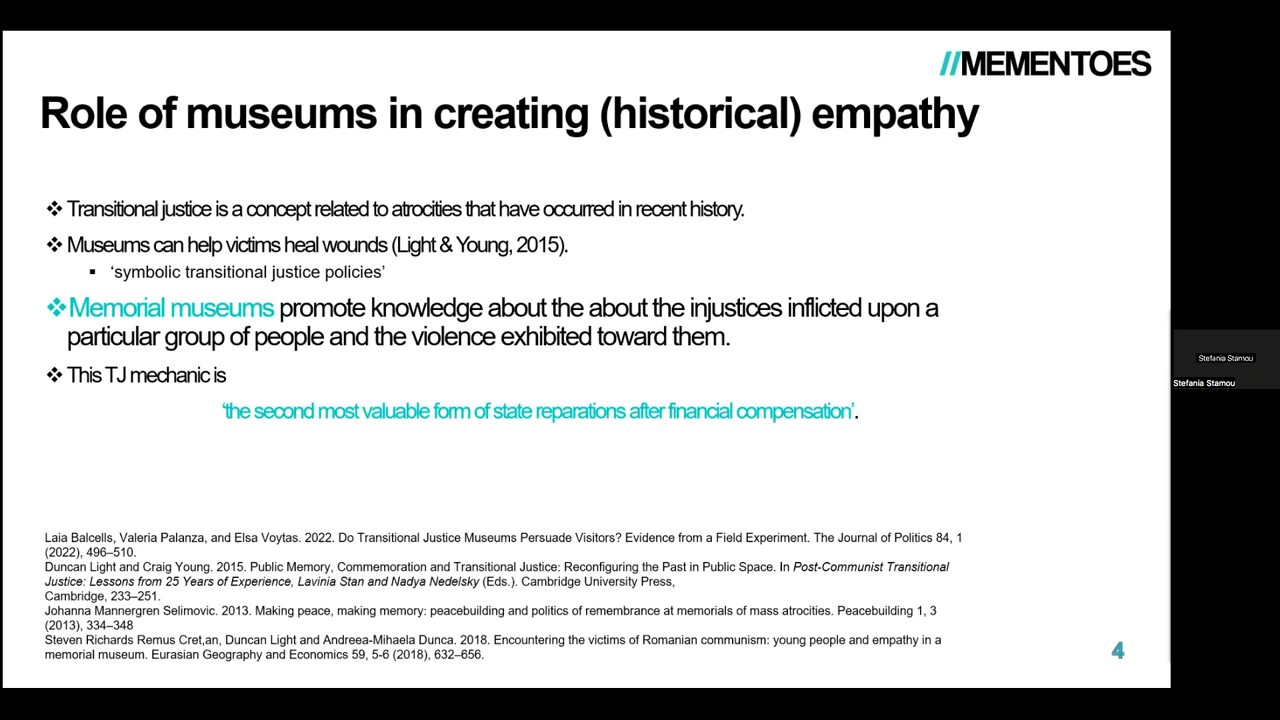 //MEMENTOES
Role of museums in creating (historical) empathy
❖ Transitional justice is a concept related to atrocities that have occurred in recent history.
❖ Museums can help victims heal wounds (Light & Young, 2015).
▪ ‘symbolic transitional justice policies’
❖Memorial museums promote knowledge about the about the injustices inflicted upon a
particular group of people and the violence exhibited toward them.
❖ This TJ mechanic is
‘the second most valuable form of state reparations after financial compensation’.
Laia Balcells, Valeria Palanza, and Elsa Voytas. 2022. Do Transitional Justice Museums Persuade Visitors? Evidence from a Field Experiment. The Journal of Politics 84, 1
(2022), 496–510.
Duncan Light and Craig Young. 2015. Public Memory, Commemoration and Transitional Justice: Reconfiguring the Past in Public Space. In Post-Communist Transitional
Justice: Lessons from 25 Years of Experience, Lavinia Stan and Nadya Nedelsky (Eds.). Cambridge University Press,
Cambridge, 233–251.
Johanna Mannergren Selimovic. 2013. Making peace, making memory: peacebuilding and politics of remembrance at memorials of mass atrocities. Peacebuilding 1, 3
(2013), 334–348
Steven Richards Remus Cret,an, Duncan Light and Andreea-Mihaela Dunca. 2018. Encountering the victims of Romanian communism: young people and empathy in a
memorial museum. Eurasian Geography and Economics 59, 5-6 (2018), 632–656.
4
Stefania Stamou
Stefania Stamou